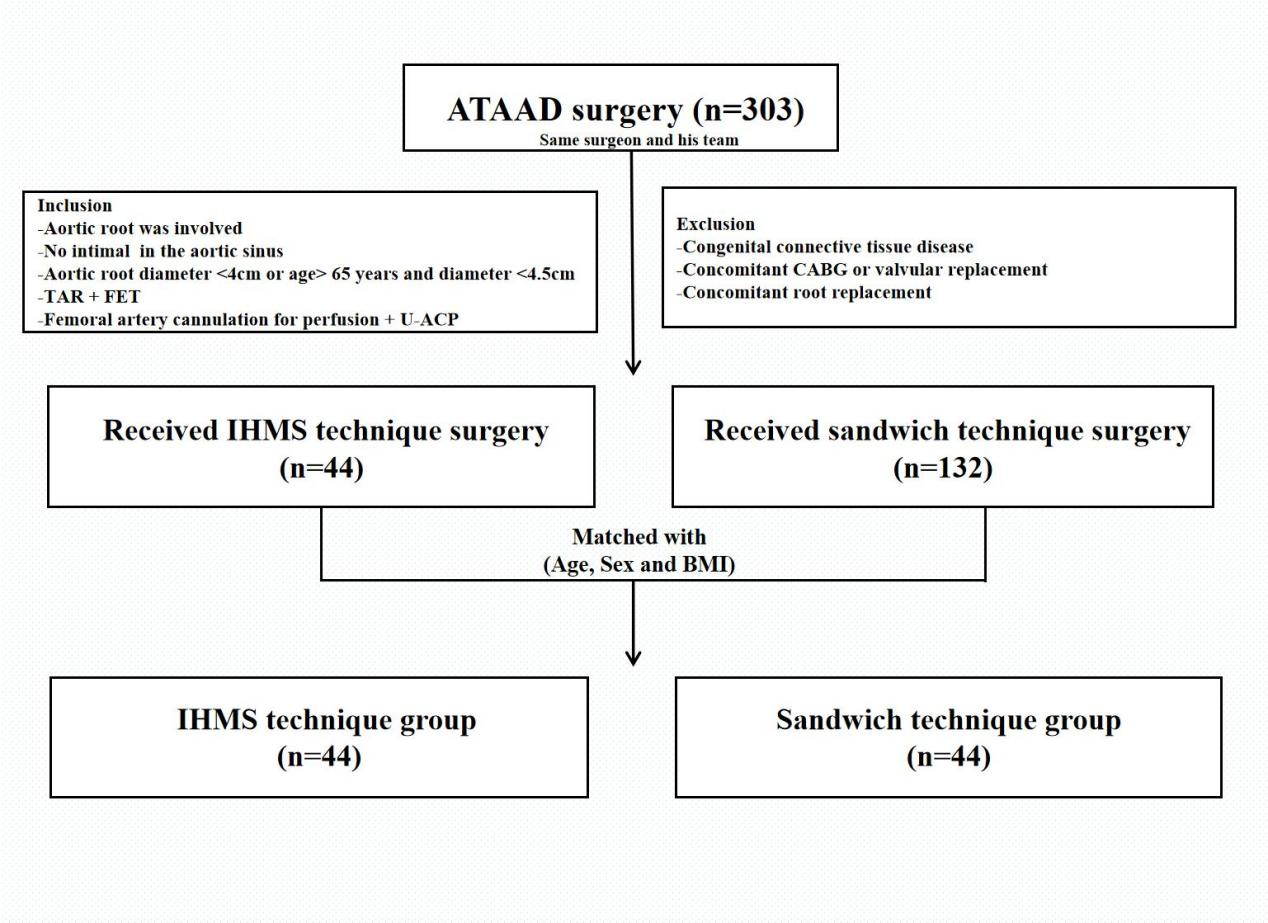 ATAAD surgery (n=303)
Same surgeon and his team
Inclusion
-Aortic root was involved
-No intimal in the aortic sinus
-Aortic root diameter <4cm or age> 65 years and diameter <4.5cm
-TAR + FET
-Femoral artery cannulation for perfusion + U-ACP
Exclusion
-Congenital connective tissue disease
-Concomitant CABG or valvular replacement
-Concomitant root replacement
Received IHMS technique surgery
(n=44)
Received sandwich technique surgery
(n=132)
Matched with
(Age, Sex and BMI)
IHMS technique group
(n=44)
Sandwich technique group
(n=44)